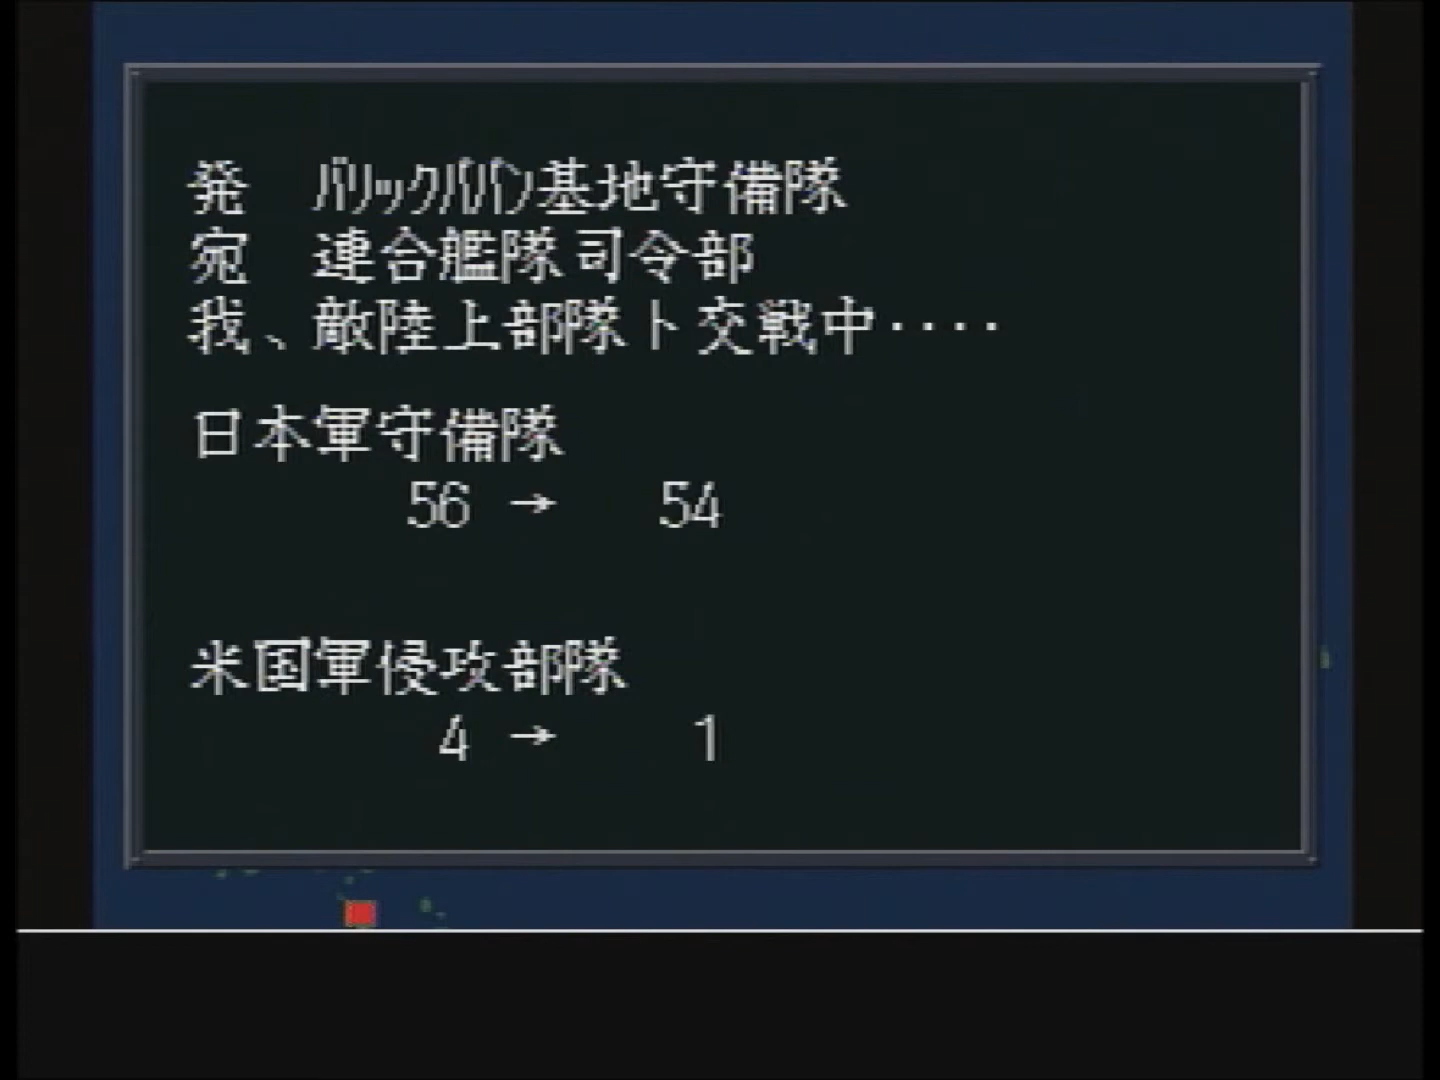 発 バリックパパン基地守備隊
宛 連合艦隊司令部
我、敵陸上部隊ト交戦中・・・・
日本軍守備隊
56 → 54
米国軍侵攻部隊
4 → 1